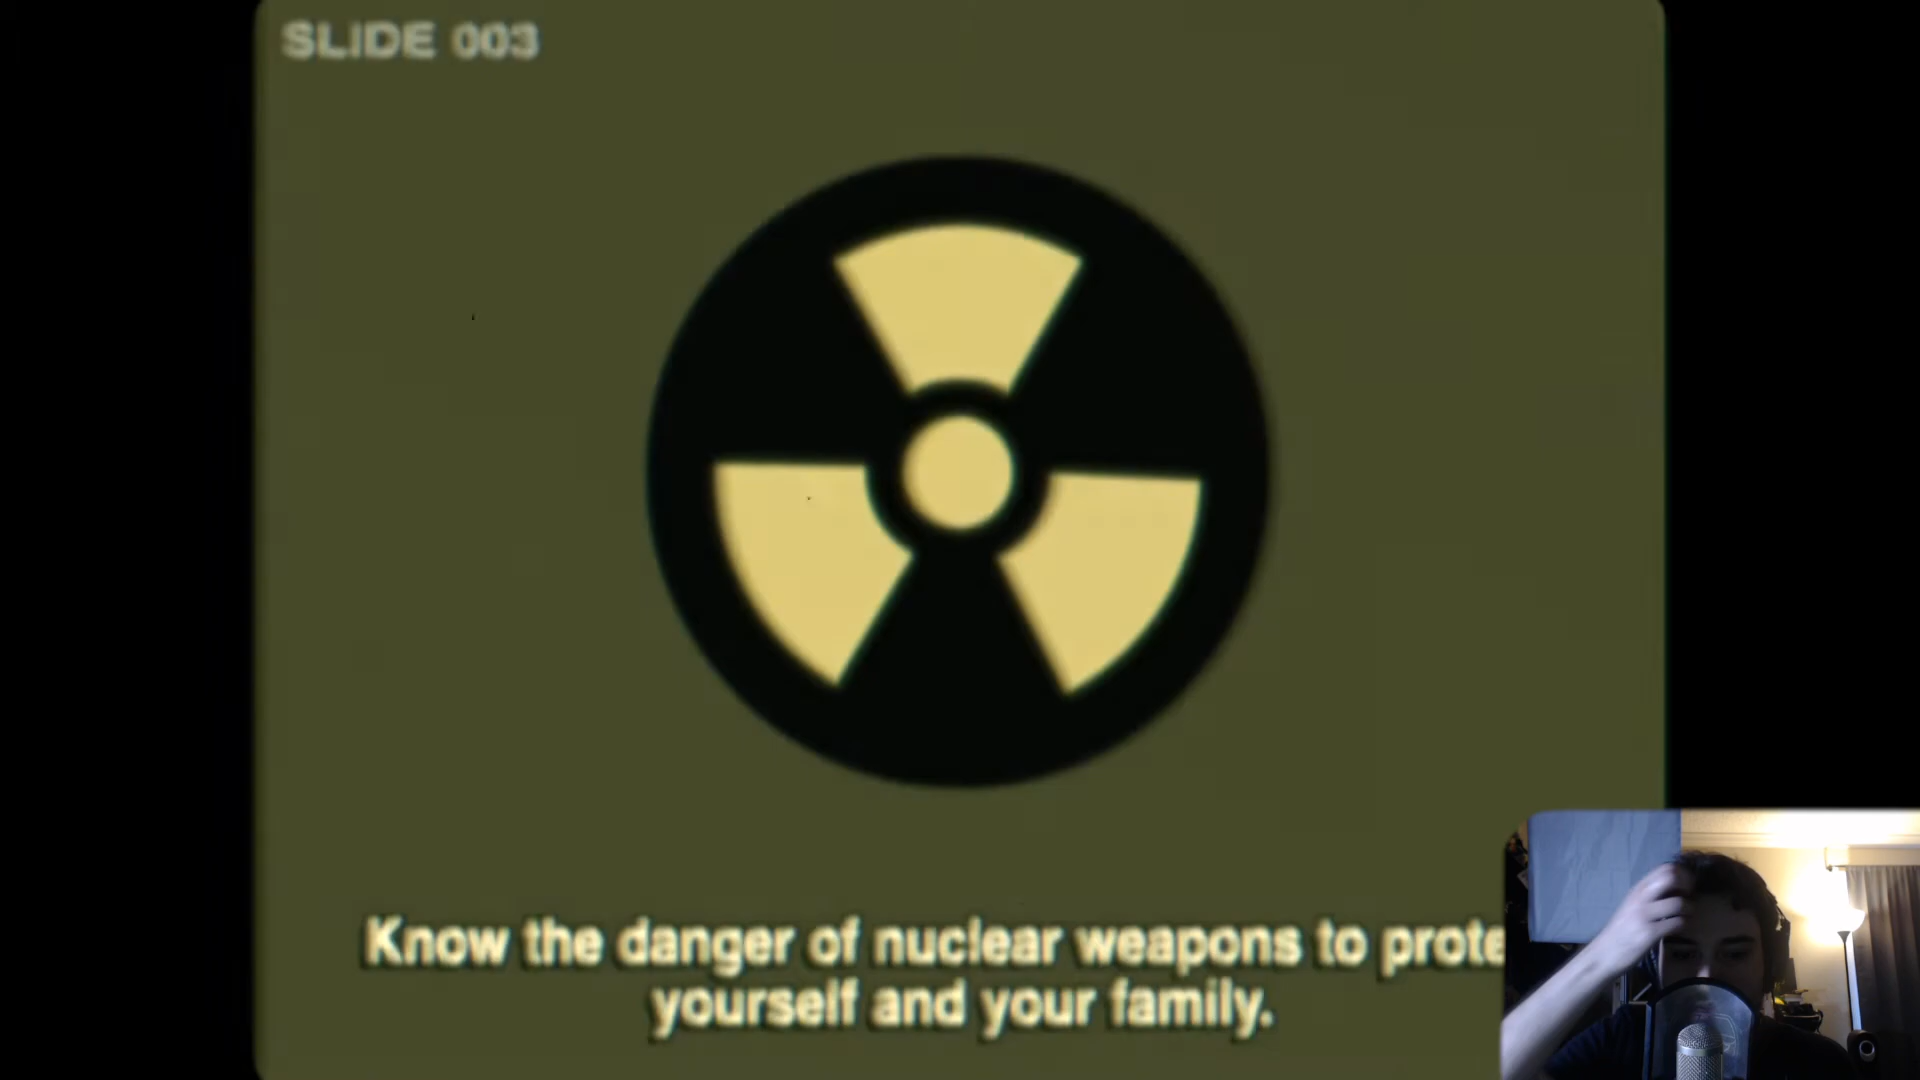 SLIDE 003
Know the danger of nuclear weapons to prote
yourself and your family.